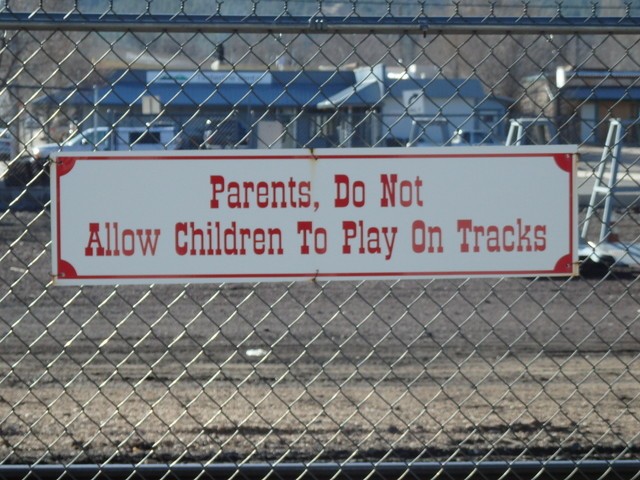 Parents, Do Not
Allow Children To Play On Tracks